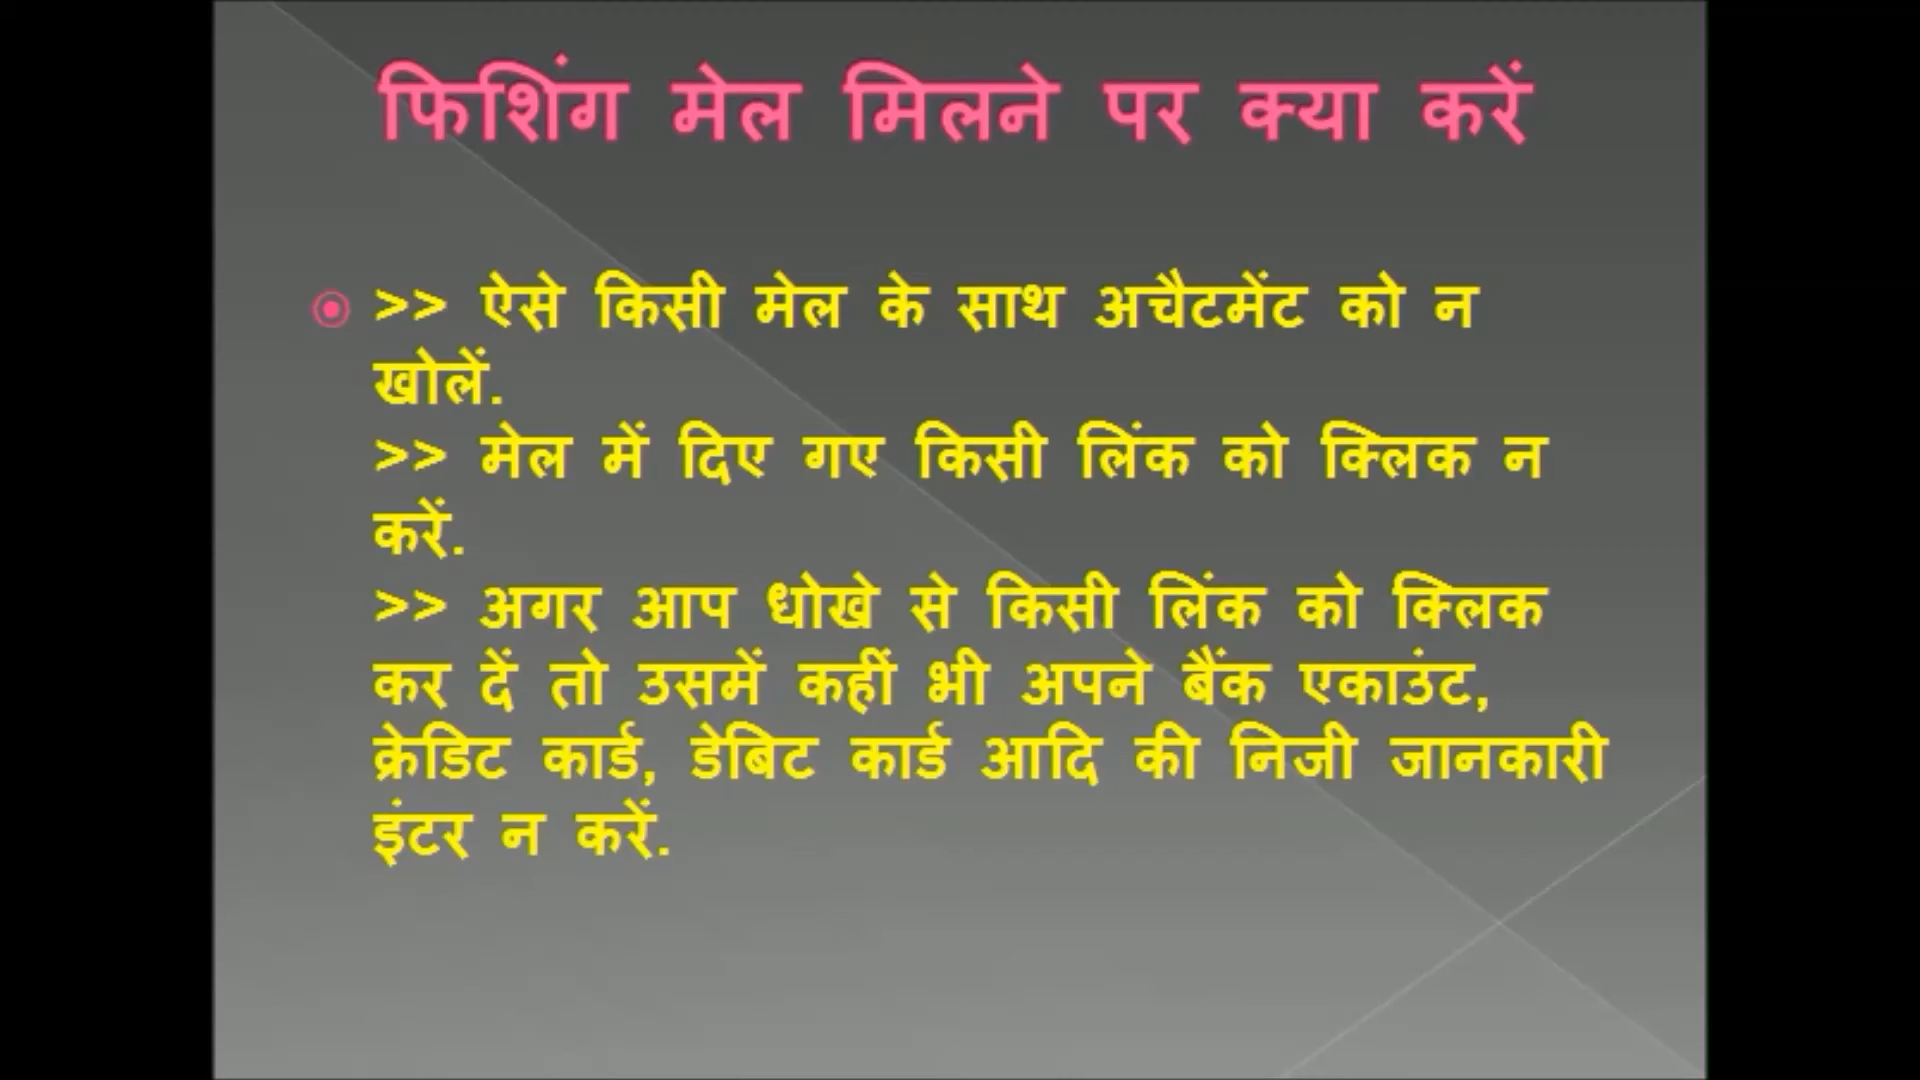 फिशिंग मेल मिलने पर क्या करें
>> ऐसे किसी मेल के साथ अचैटमेंट को न
खोलें.
>> मेल में दिए गए किसी लिंक को क्लिक न
करें.
>> अगर आप धोखे से किसी लिंक को क्लिक
कर दें तो उसमें कहीं भी अपने बैंक एकाउंट,
क्रेडिट कार्ड, डेबिट कार्ड आदि की निजी जानकारी
इंटर न करें.